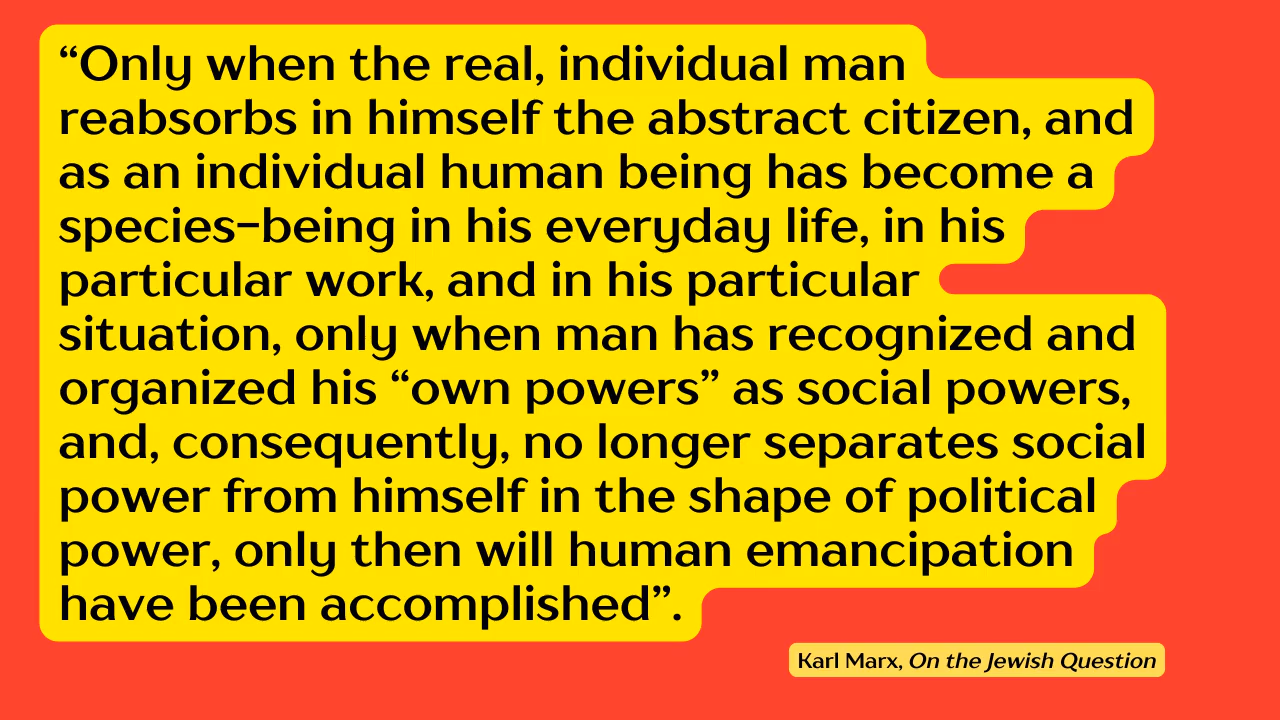 “Only when the real, individual man
reabsorbs in himself the abstract citizen, and
as an individual human being has become a
species-being in his everyday life, in his
particular work, and in his particular
situation, only when man has recognized and
organized his “own powers” as social powers,
and, consequently, no longer separates social
power from himself in the shape of political
power, only then will human emancipation
have been accomplished”.
Karl Marx, On the Jewish Question